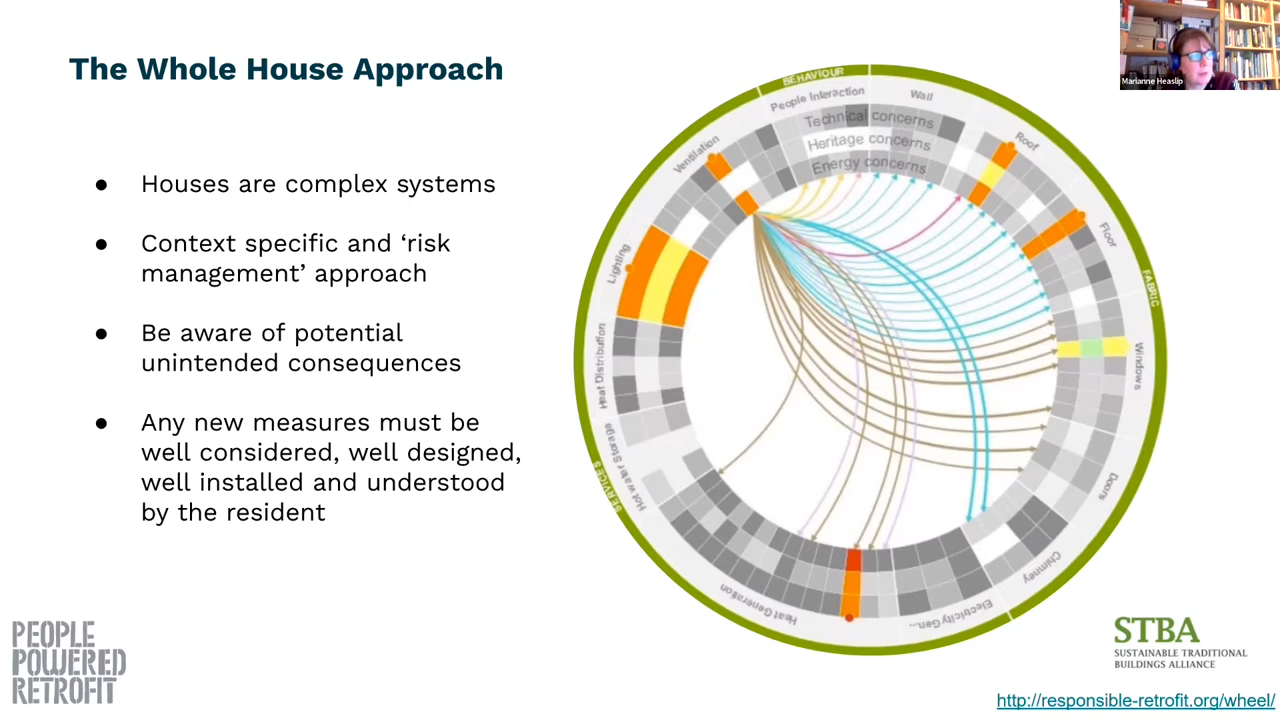 The Whole House Approach
● Houses are complex systems
● Context specific and ‘risk
management’ approach
● Be aware of potential
unintended consequences
● Any new measures must be
well considered, well designed,
well installed and understood
by the resident
BEHAVIOUR
People Interaction
Wall
Roof
Floor
FABRIC
Windows
Doors
Chimney
Electricity Gen...
Heat Generation
SERVICES
Hot water Storage
Heat Distribution
Lighting
Ventilation
Technical concerns
Heritage concerns
Energy concerns
Marianne Heaslip
PEOPLE
POWERED
RETROFIT
STBA
SUSTAINABLE TRADITIONAL
BUILDINGS ALLIANCE
http://responsible-retrofit.org/wheel/